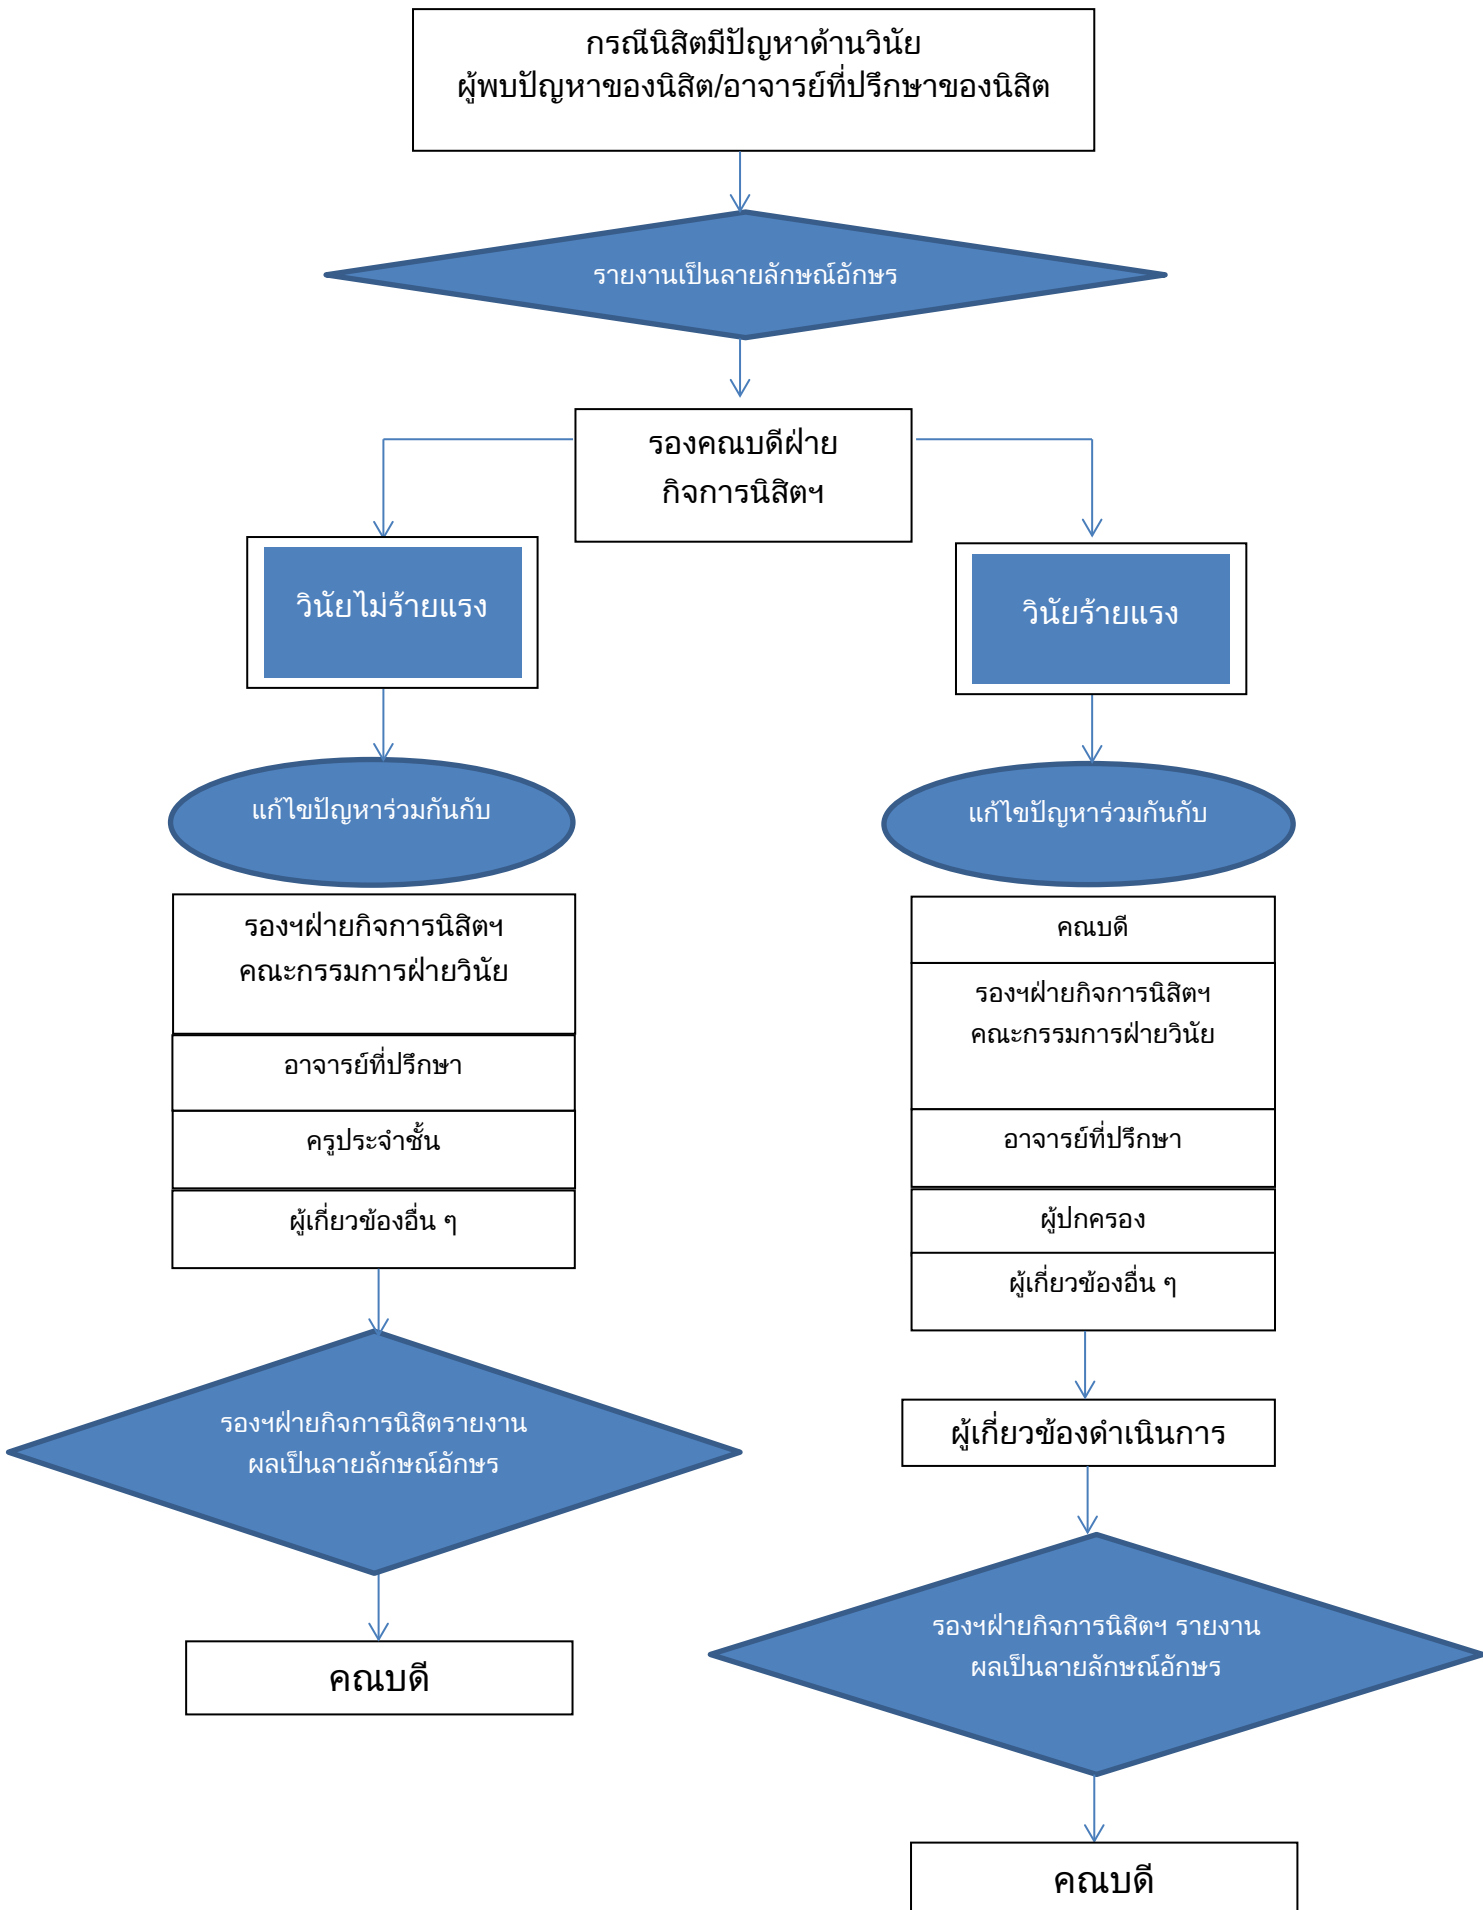 กรณีนิสิตมีปัญหาด้านวินัย
ผู้พบปัญหาของนิสิต/อาจารย์ที่ปรึกษาของนิสิต
รายงานเป็นลายลักษณ์อักษร
รองคณบดีฝ่าย
กิจการนิสิตฯ
วินัยไม่ร้ายแรง
วินัยร้ายแรง
แก้ไขปัญหาร่วมกันกับ
รองฯฝ่ายกิจการนิสิตฯ
คณะกรรมการฝ่ายวินัย
อาจารย์ที่ปรึกษา
ครูประจำชั้น
ผู้เกี่ยวข้องอื่น ๆ
รองฯฝ่ายกิจการนิสิตรายงาน
ผลเป็นลายลักษณ์อักษร
คณบดี
แก้ไขปัญหาร่วมกันกับ
คณบดี
รองฯฝ่ายกิจการนิสิตฯ
คณะกรรมการฝ่ายวินัย
อาจารย์ที่ปรึกษา
ผู้ปกครอง
ผู้เกี่ยวข้องอื่น ๆ
ผู้เกี่ยวข้องดำเนินการ
รองฯฝ่ายกิจการนิสิตฯ รายงาน
ผลเป็นลายลักษณ์อักษร
คณบดี